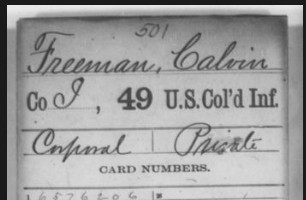 501
Freeman, Calvin
Co I, 49 U.S. Col'd Inf.
Corporal | Private
CARD NUMBERS.